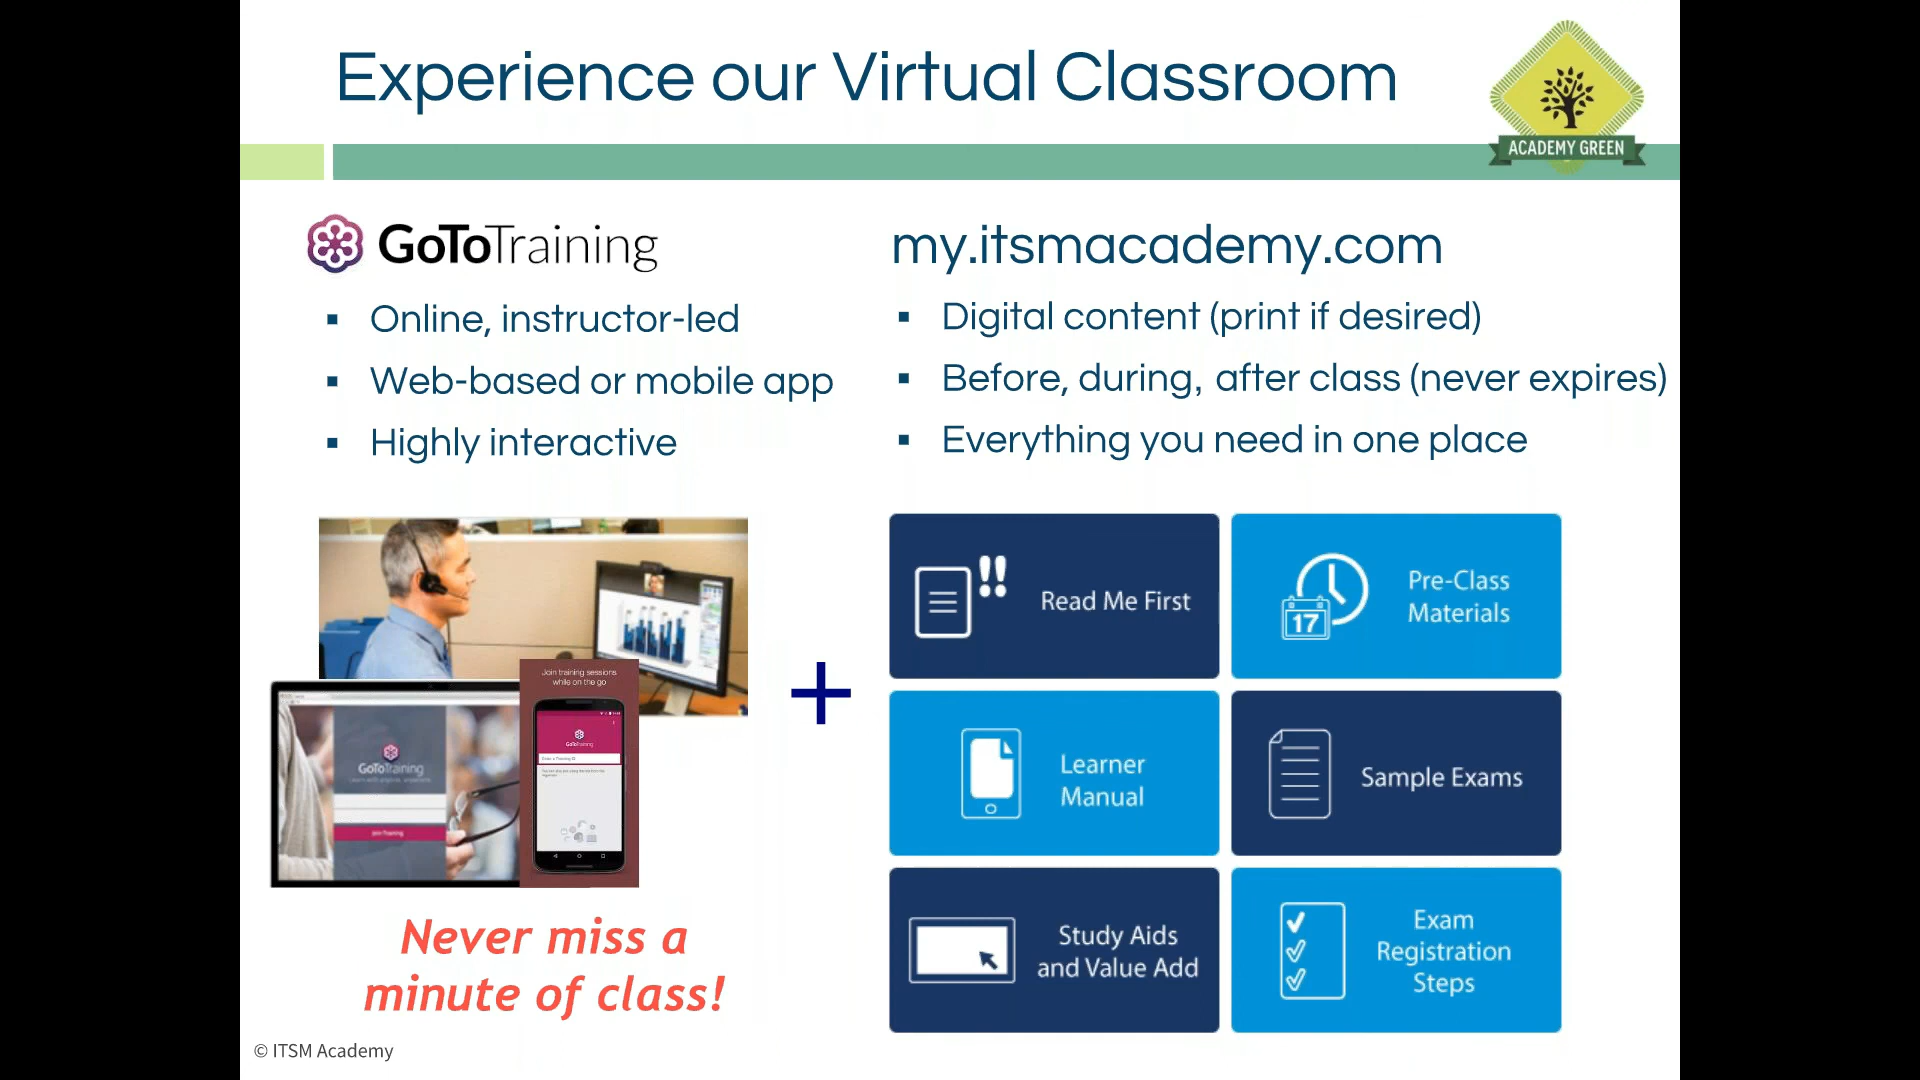 Experience our Virtual Classroom
ACADEMY GREEN
GoToTraining
Online, instructor-led
Web-based or mobile app
Highly interactive
my.itsmacademy.com
Digital content (print if desired)
Before, during, after class (never expires)
Everything you need in one place
Join training sessions
while on the go
GoToTraining
GoToTraining
Join Training
+
Read Me First
17
Pre-Class
Materials
Learner
Manual
Sample Exams
Study Aids
and Value Add
Exam
Registration
Steps
Never miss a
minute of class!
© ITSM Academy